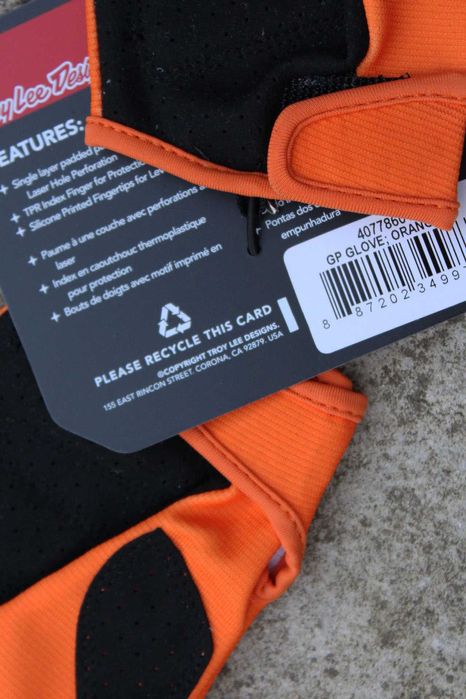 y Lee Desi
EATURES:
Single layer padded p
Laser Hole Perforation
TPR Index Finger for Protect
Silicone Printed Fingertips for Lev
Paume à une couche avec perforations a
laser
Index en caoutchouc thermoplastique
pour protection
Bouts de doigts avec motif imprimé en
Pontas dos
empunhadura
4077860
GP GLOVE: ORAN
8 87202 3499
PLEASE RECYCLE THIS CARD
©COPYRIGHT TROY LEE DESIGNS.
155 EAST RINCON STREET. CORONA, CA 92879. USA